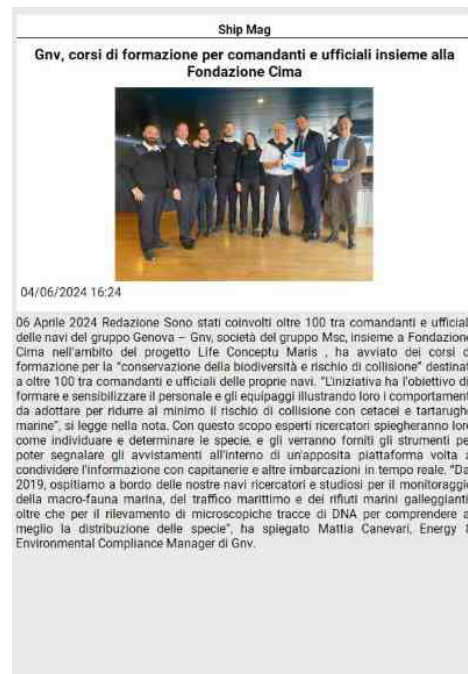 Ship Mag
Gnv, corsi di formazione per comandanti e ufficiali insieme alla
Fondazione Cima
04/06/2024 16:24
06 Aprile 2024 Redazione Sono stati coinvolti oltre 100 tra comandanti e ufficial
delle navi del gruppo Genova – Gnv, società del gruppo Msc, insieme a Fondazione
Cima nell'ambito del progetto Life Conceptu Maris , ha avviato dei corsi d
formazione per la "conservazione della biodiversità e rischio di collisione" destinat
a oltre 100 tra comandanti e ufficiali delle proprie navi. "L'iniziativa ha l'obiettivo di
formare e sensibilizzare il personale e gli equipaggi illustrando loro i comportament
da adottare per ridurre al minimo il rischio di collisione con cetacei e tartarughe
marine", si legge nella nota. Con questo scopo esperti ricercatori spiegheranno loro
come individuare e determinare le specie, e gli verranno forniti gli strumenti pe
poter segnalare gli avvistamenti all'interno di un'apposita piattaforma volta a
condividere l'informazione con capitanerie e altre imbarcazioni in tempo reale. "Da
2019, ospitiamo a bordo delle nostre navi ricercatori e studiosi per il monitoraggio
della macro-fauna marina, del traffico marittimo e dei rifiuti marini galleggianti
oltre che per il rilevamento di microscopiche tracce di DNA per comprendere a
meglio la distribuzione delle specie", ha spiegato Mattia Canevari, Energy &
Environmental Compliance Manager di Gnv.